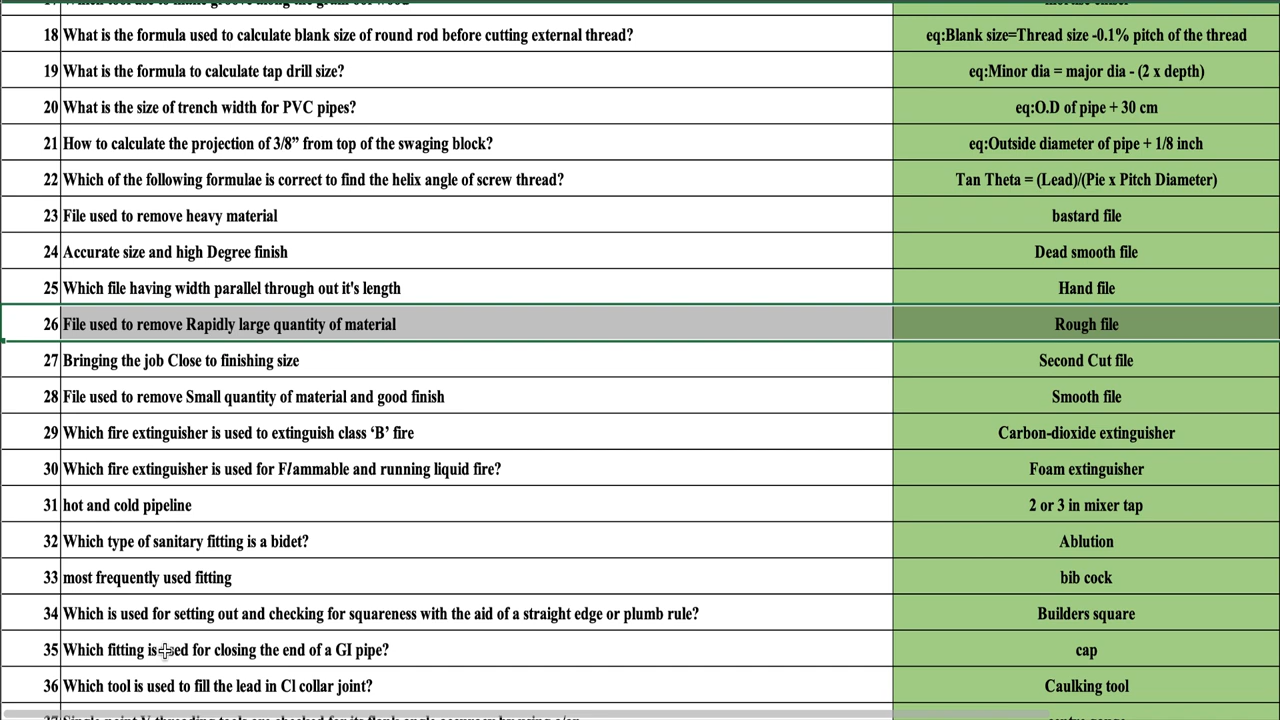 18 What is the formula used to calculate blank size of round rod before cutting external thread? eq:Blank size=Thread size -0.1% pitch of the thread
19 What is the formula to calculate tap drill size? eq:Minor dia = major dia - (2 x depth)
20 What is the size of trench width for PVC pipes? eq:O.D of pipe + 30 cm
21 How to calculate the projection of 3/8” from top of the swaging block? eq:Outside diameter of pipe + 1/8 inch
22 Which of the following formulae is correct to find the helix angle of screw thread? Tan Theta = (Lead)/(Pie x Pitch Diameter)
23 File used to remove heavy material bastard file
24 Accurate size and high Degree finish Dead smooth file
25 Which file having width parallel through out it's length Hand file
26 File used to remove Rapidly large quantity of material Rough file
27 Bringing the job Close to finishing size Second Cut file
28 File used to remove Small quantity of material and good finish Smooth file
29 Which fire extinguisher is used to extinguish class ‘B’ fire Carbon-dioxide extinguisher
30 Which fire extinguisher is used for Flammable and running liquid fire? Foam extinguisher
31 hot and cold pipeline 2 or 3 in mixer tap
32 Which type of sanitary fitting is a bidet? Ablution
33 most frequently used fitting bib cock
34 Which is used for setting out and checking for squareness with the aid of a straight edge or plumb rule? Builders square
35 Which fitting is used for closing the end of a GI pipe? cap
36 Which tool is used to fill the lead in Cl collar joint? Caulking tool